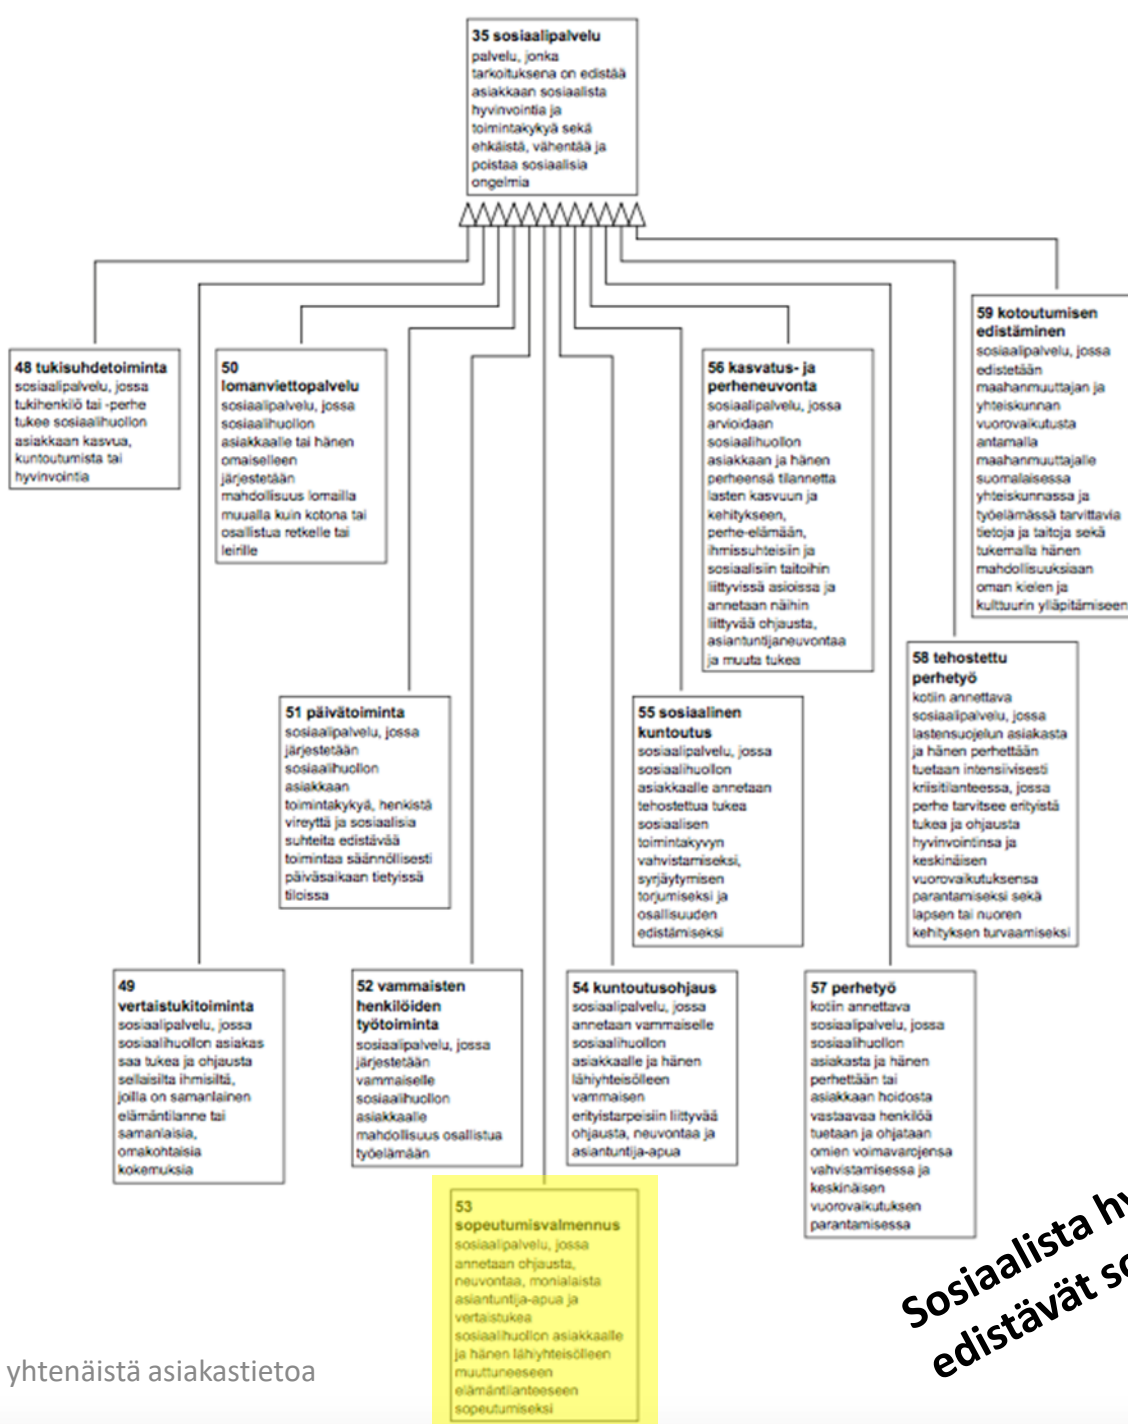 35 sosiaalipalvelu
palvelu, jonka
tarkoituksena on edistää
asiakkaan sosiaalista
hyvinvointia ja
toimintakykyä sekä
ehkäistä, vähentää ja
poistaa sosiaalisia
ongelmia
48 tukisuhdetoiminta
sosiaalipalvelu, jossa
tukihenkilö tai -perhe
tukee sosiaalihuollon
asiakkaan kasvua,
kuntoutumista tai
hyvinvointia
50
lomanviettopalvelu
sosiaalipalvelu, jossa
sosiaalihuollon
asiakkaalle tai hänen
omaiselleen
järjestetään
mahdollisuus lomailla
muualla kuin kotona tai
osallistua retkelle tai
leirille
56 kasvatus- ja
perheneuvonta
sosiaalipalvelu, jossa
arvioidaan
sosiaalihuollon
asiakkaan ja hänen
perheensä tilannetta
lasten kasvuun ja
kehitykseen,
perhe-elämään,
ihmissuhteisiin ja
sosiaalisiin taitoihin
liittyvissä asioissa ja
annetaan näihin
liittyvää ohjausta,
asiantuntijaneuvontaa
ja muuta tukea
59 kotoutumisen
edistäminen
sosiaalipalvelu, jossa
edistetään
maahanmuuttajan ja
yhteiskunnan
vuorovaikutusta
antamalla
maahanmuuttajalle
suomalaisessa
yhteiskunnassa ja
työelämässä tarvittavia
tietoja ja taitoja sekä
tukemalla hänen
mahdollisuuksiaan
oman kielen ja
kulttuurin ylläpitämiseen
51 päivätoiminta
sosiaalipalvelu, jossa
järjestetään
sosiaalihuollon
asiakkaan
toimintakykyä, henkistä
vireyttä ja sosiaalisia
suhteita edistävää
toimintaa säännöllisesti
päiväsaikaan tietyissä
tiloissa
55 sosiaalinen
kuntoutus
sosiaalipalvelu, jossa
sosiaalihuollon
asiakkaalle annetaan
tehostettua tukea
sosiaalisen
toimintakyvyn
vahvistamiseksi,
syrjäytymisen
torjumiseksi ja
osallisuuden
edistämiseksi
58 tehostettu
perhetyö
kotiin annettava
sosiaalipalvelu, jossa
lastensuojelun asiakasta
ja hänen perhettään
tuetaan intensiivisesti
kriisitilanteessa, jossa
perhe tarvitsee erityistä
tukea ja ohjausta
hyvinvointinsa ja
keskinäisen
vuorovaikutuksensa
parantamiseksi sekä
lapsen tai nuoren
kehityksen turvaamiseksi
49
vertaistukitoiminta
sosiaalipalvelu, jossa
sosiaalihuollon asiakas
saa tukea ja ohjausta
sellaisilta ihmisiltä,
joilla on samanlainen
elämäntilanne tai
samanlaisia,
omakohtaisia
kokemuksia
52 vammaisten
henkilöiden
työtoiminta
sosiaalipalvelu, jossa
järjestetään
vammaiselle
sosiaalihuollon
asiakkaalle
mahdollisuus osallistua
työelämään
54 kuntoutusohjaus
sosiaalipalvelu, jossa
annetaan vammaiselle
sosiaalihuollon
asiakkaalle ja hänen
lähiyhteisölleen
vammaisen
erityistarpeisiin liittyvää
ohjausta, neuvontaa ja
asiantuntija-apua
57 perhetyö
kotiin annettava
sosiaalipalvelu, jossa
sosiaalihuollon
asiakasta ja hänen
perhettään tai
asiakkaan hoidosta
vastaavaa henkilöä
tuetaan ja ohjataan
omien voimavarojensa
vahvistamisessa ja
keskinäisen
vuorovaikutuksen
parantamisessa
53
sopeutumisvalmennus
sosiaalipalvelu, jossa
annetaan ohjausta,
neuvontaa, monialaista
asiantuntija-apua ja
vertaistukea
sosiaalihuollon asiakkaalle
ja hänen lähiyhteisölleen
muuttuneeseen
elämäntilanteeseen
sopeutumiseksi
Sosiaalista hy
edistävät so
yhtenäistä asiakastietoa